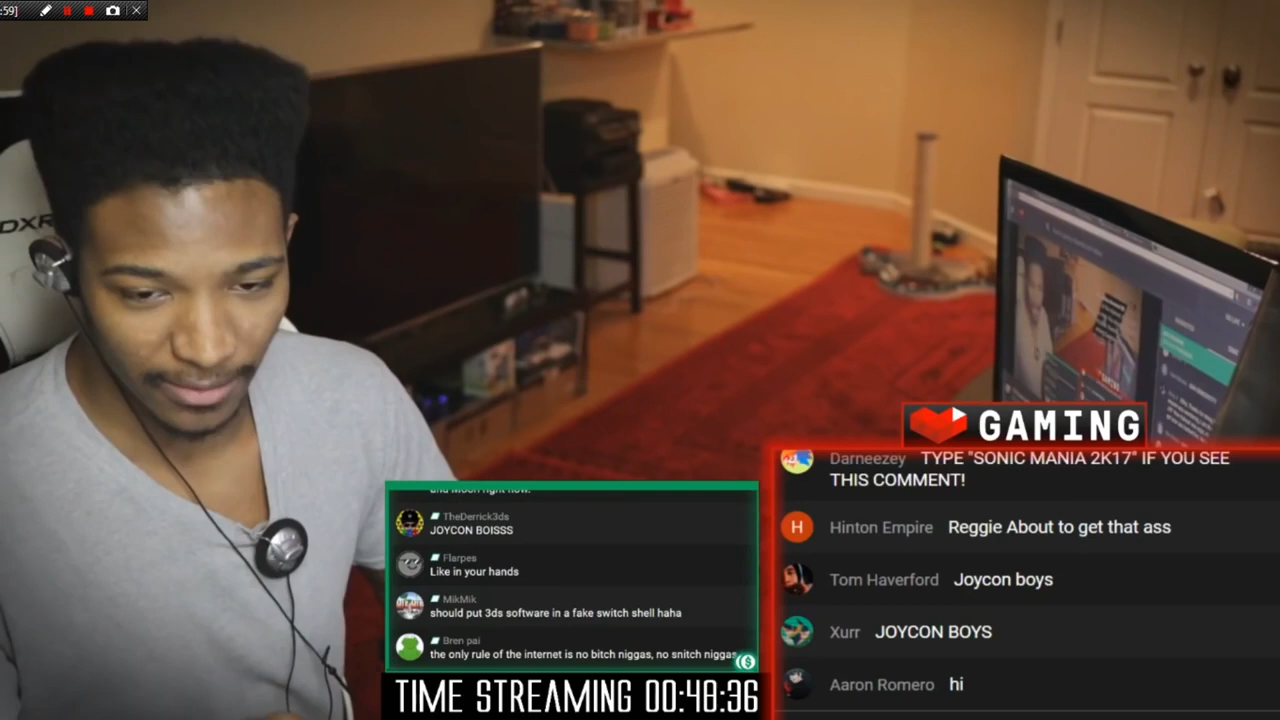 :59]
DXR
GAMING
Darneezey TYPE "SONIC MANIA 2K17" IF YOU SEE
THIS COMMENT!
Hinton Empire Reggie About to get that ass
Tom Haverford Joycon boys
Xurr JOYCON BOYS
Aaron Romero hi
and Moon right now.
TheDerrick3ds
JOYCON BOISSS
Flarpes
Like in your hands
MikMik
should put 3ds software in a fake switch shell haha
Bren pai
the only rule of the internet is no bitch niggas, no snitch niggas
TIME STREAMING 00:48:36
H